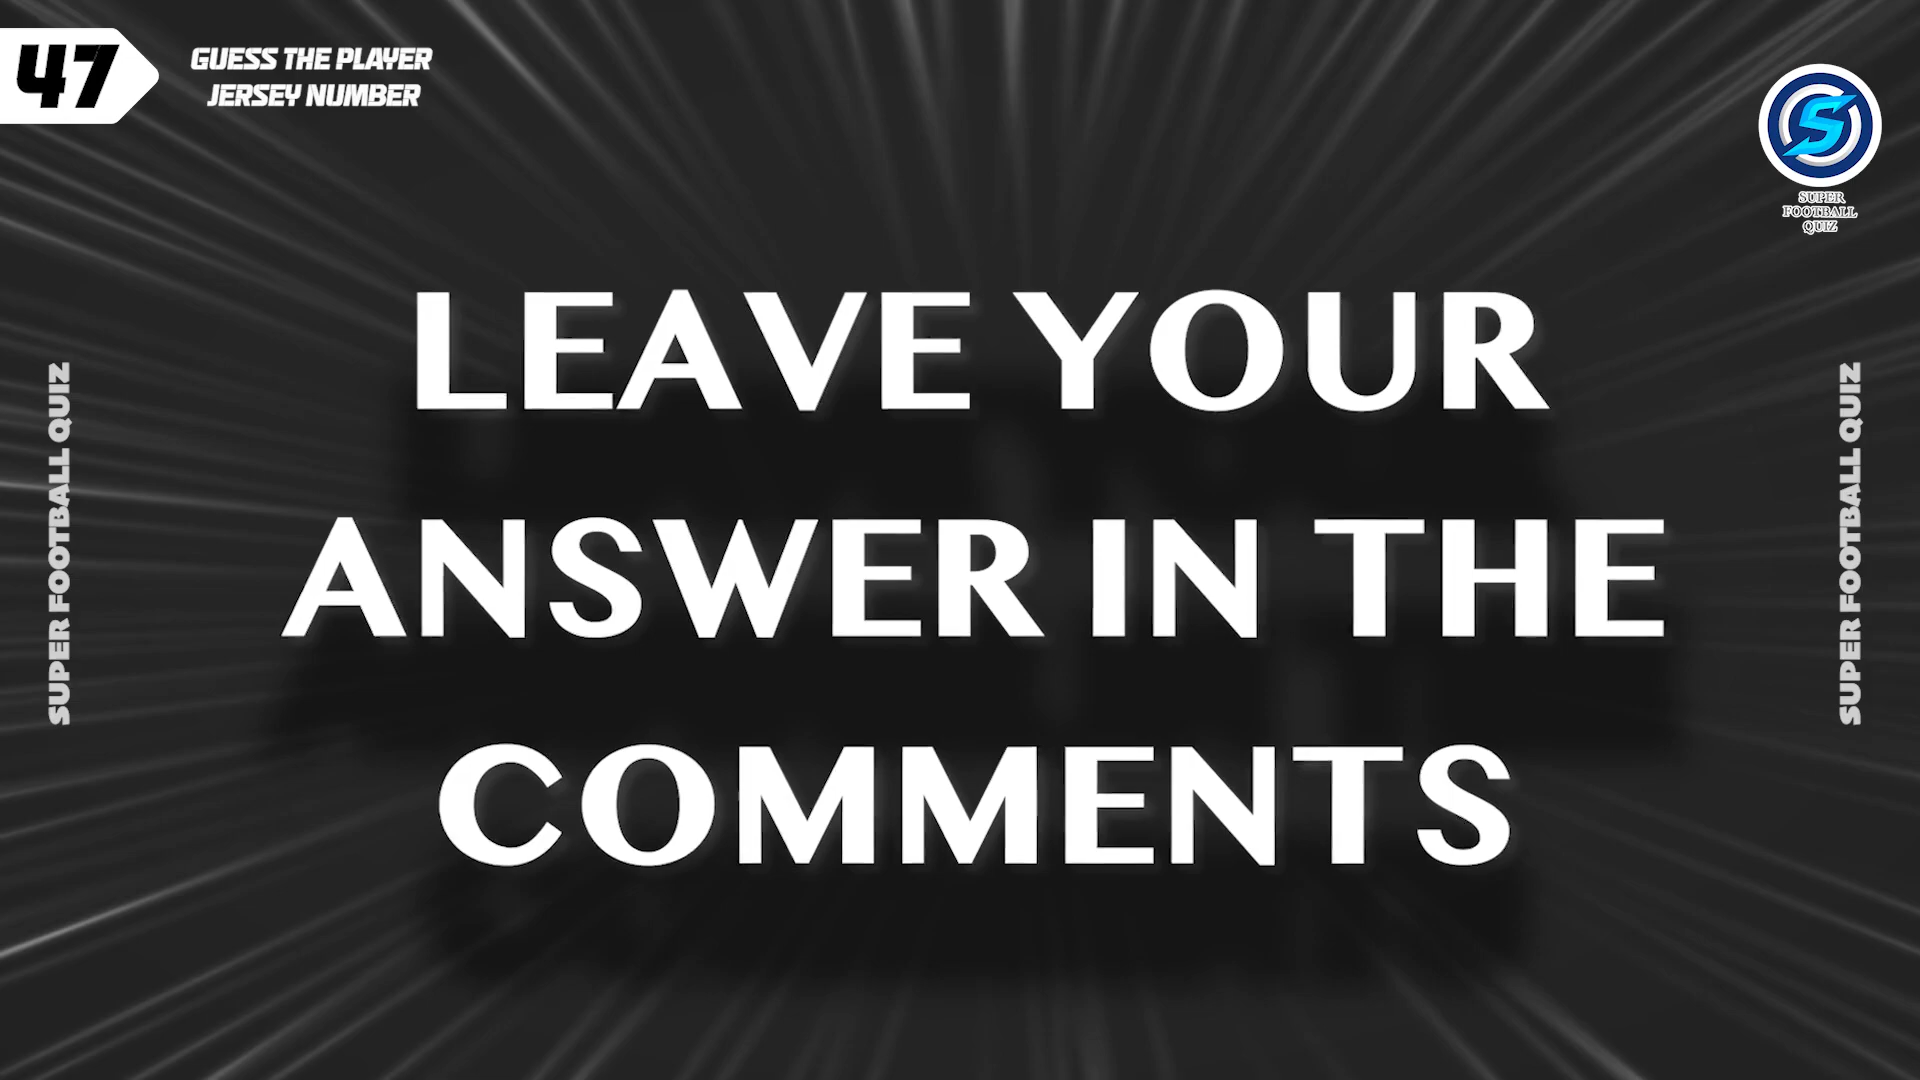 47
GUESS THE PLAYER
JERSEY NUMBER
SUPER
FOOTBALL
QUIZ
LEAVE YOUR
ANSWER IN THE
COMMENTS
SUPER FOOTBALL QUIZ
SUPER FOOTBALL QUIZ